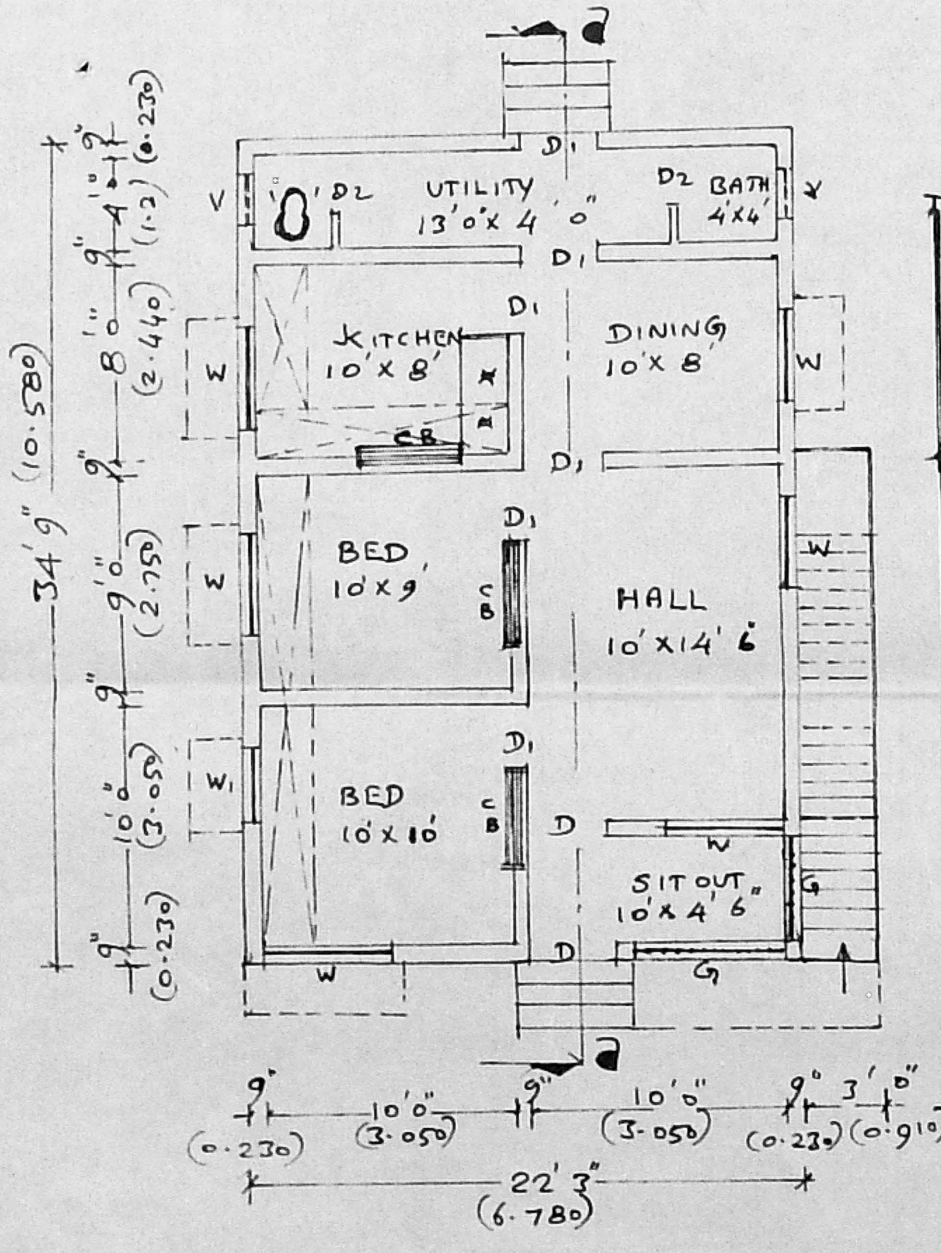 a
D1
D2
UTILITY
13'0"X 4'0"
D2
BATH
4'X4'
V
V
D1
KITCHEN
10'X 8'
D1
DINING
10'X 8'
W
W
CB
D1
BED
10'X 9'
D1
CB
W
HALL
10'X14'6"
W
BED
10'X 10'
D1
CB
W1
D
W
SIT OUT
10'X 4'6"
G
D
G
W
a
9"
(0.230)
4'0"
(1.2)
9"
8'0"
(2.440)
9"
9'0"
(2.750)
9"
10'0"
(3.050)
9"
(0.230)
34'9" (10.580)
9"
(0.230)
10'0"
(3.050)
9"
10'0"
(3.050)
9"
(0.230)
3'0"
(0.910)
22'3"
(6.780)